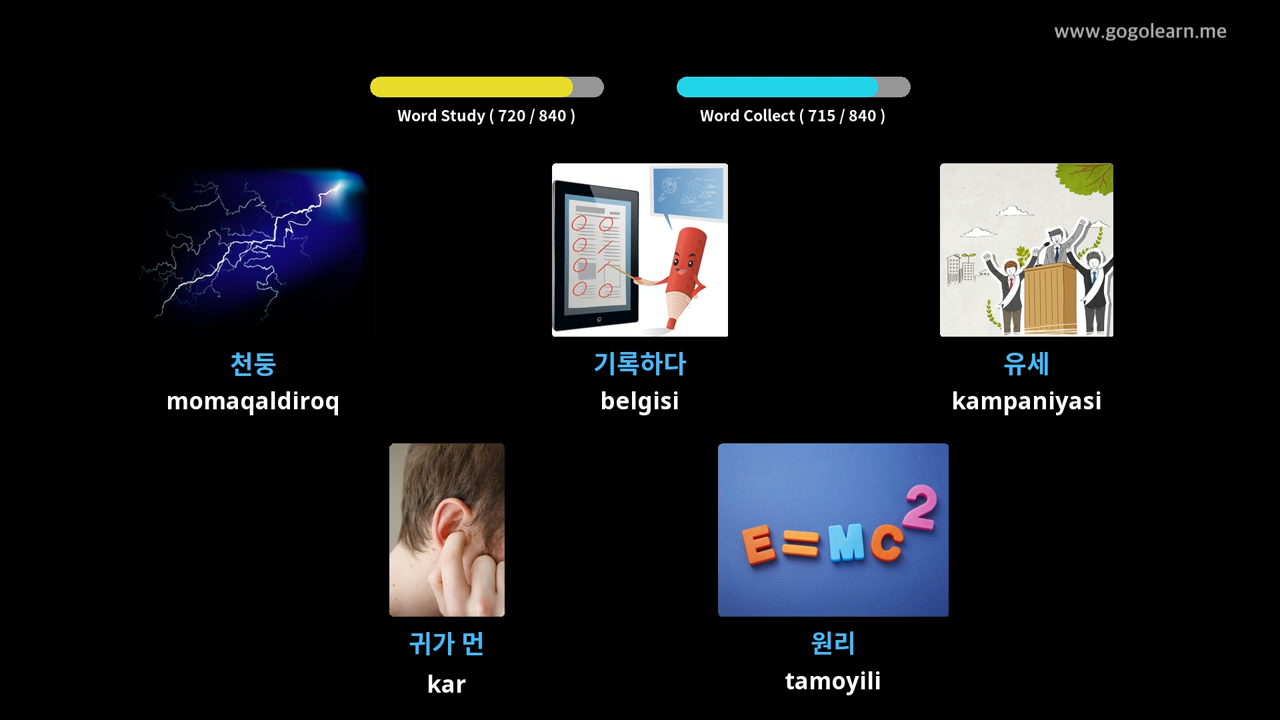 www.gogolearn.me
Word Study ( 720 / 840 )
Word Collect ( 715 / 840 )
천둥
momaqaldiroq
기록하다
belgisi
유세
kampaniyasi
E=MC2
귀가 먼
kar
원리
tamoyili